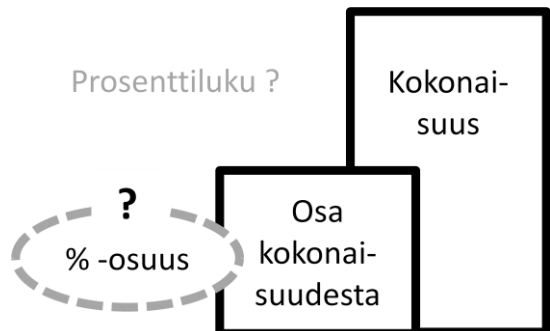 Prosenttiluku ?
Kokonai-
suus
?
% -osuus
Osa
kokonai-
suudesta